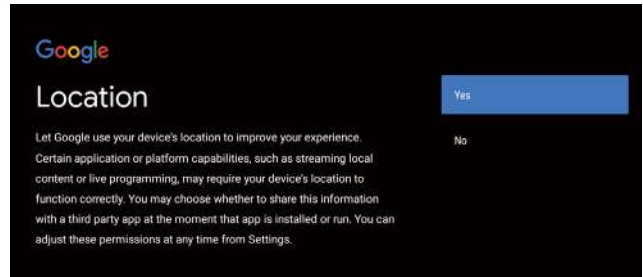 Google
Location
Let Google use your device's location to improve your experience.
Certain application or platform capabilities, such as streaming local
content or live programming, may require your device's location to
function correctly. You may choose whether to share this information
with a third party app at the moment that app is installed or run. You can
adjust these permissions at any time from Settings.
Yes
No